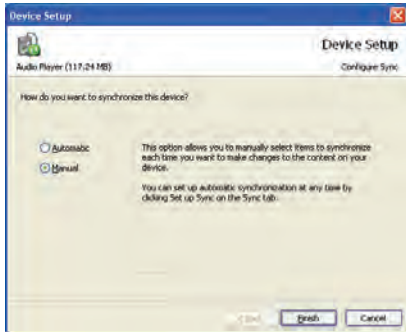 Device Setup
Device Setup
Audio Player (117.24 MB)
Configure Sync
How do you want to synchronize this device?
Automatic
This option allows you to manually select items to synchronize
each time you want to make changes to the content on your
device.
Manual
You can set up automatic synchronization at any time by
clicking Set up Sync on the Sync tab.
< Back
Finish
Cancel